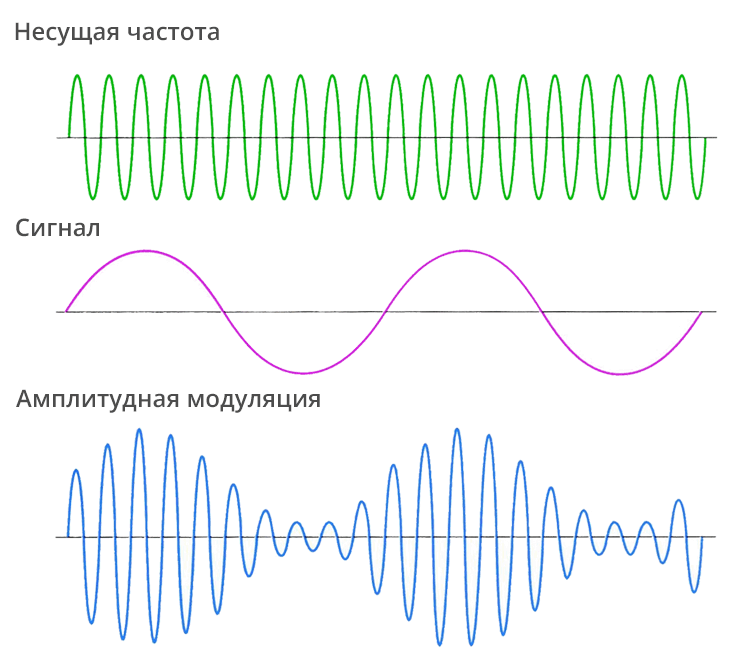 Несущая частота
Сигнал
Амплитудная модуляция